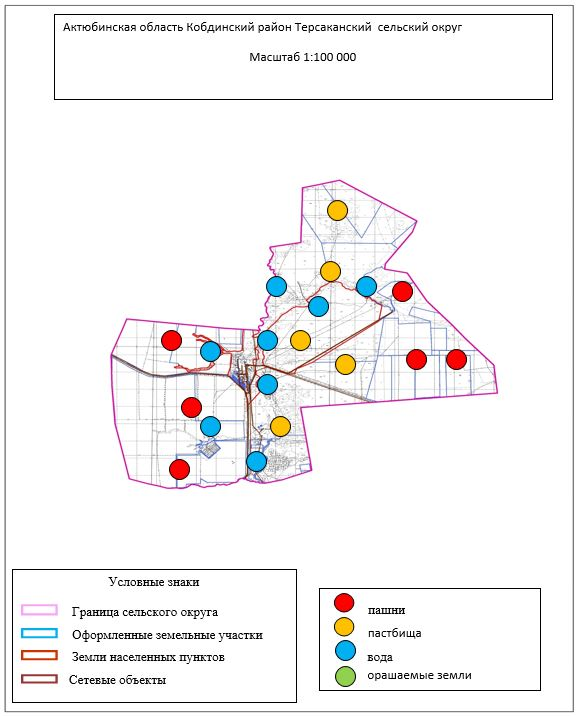 Актюбинская область Кобдинский район Терсаканский сельский округ
Масштаб 1:100 000
Условные знаки
Граница сельского округа
Оформленные земельные участки
Земли населенных пунктов
Сетевые объекты
пашни
пастбища
вода
орашаемые земли